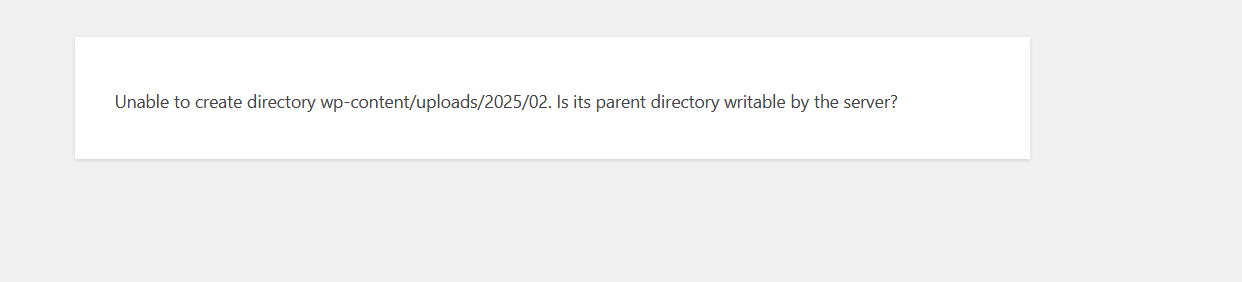 Unable to create directory wp-content/uploads/2025/02. Is its parent directory writable by the server?